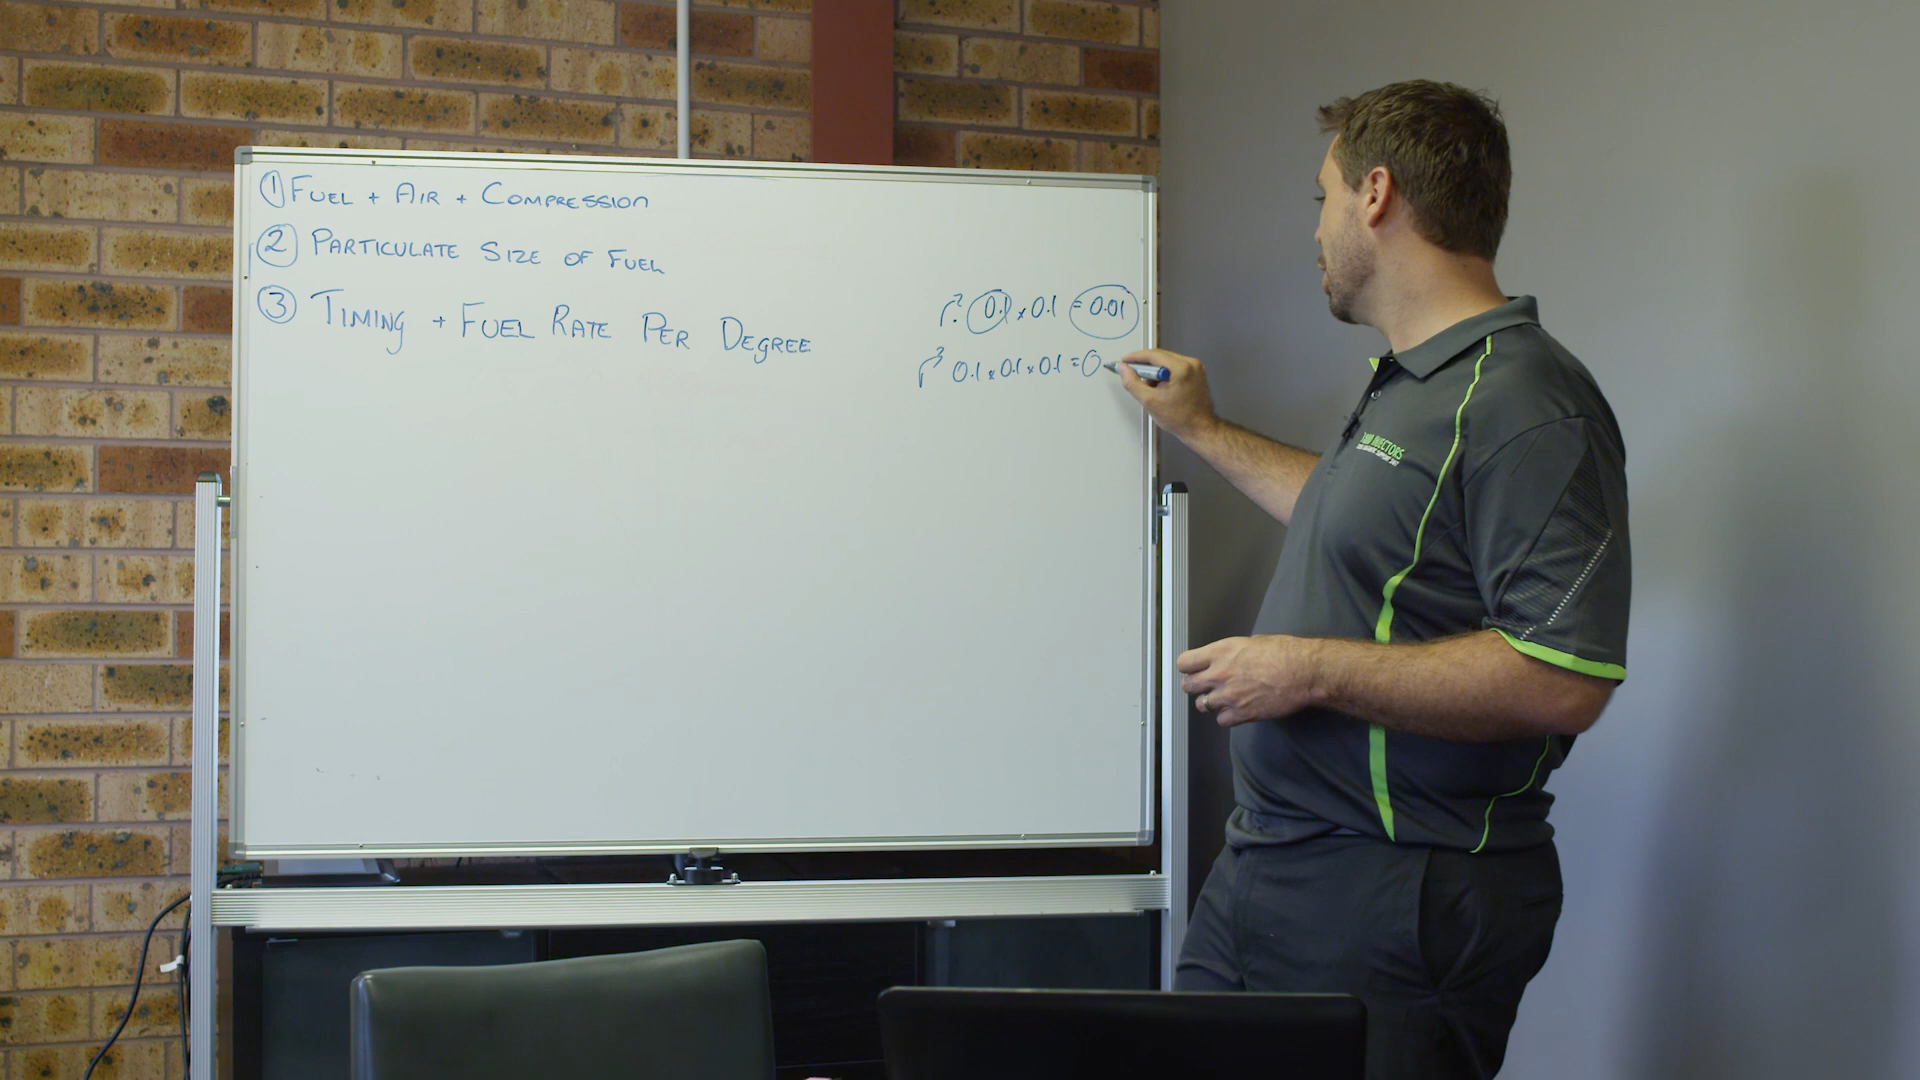 ① FUEL + AIR + COMPRESSION
② PARTICULATE SIZE OF FUEL
③ TIMING + FUEL RATE PER DEGREE
r² 0.1 x 0.1 = 0.01
r³ 0.1 x 0.1 x 0.1 = 0
INJECTORS